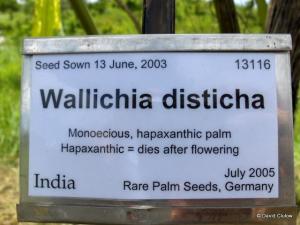 Seed Sown 13 June, 2003 13116
Wallichia disticha
Monoecious, hapaxanthic palm
Hapaxanthic = dies after flowering
July 2005
India Rare Palm Seeds, Germany
© David Clulow